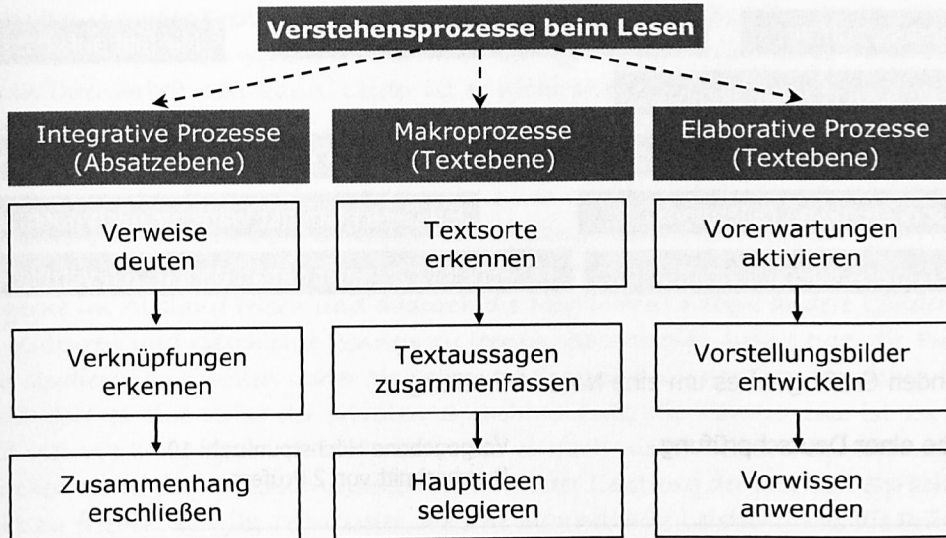 Verstehensprozesse beim Lesen
Integrative Prozesse
(Absatzebene)
Verweise
deuten
Verknüpfungen
erkennen
Zusammenhang
erschließen
Makroprozesse
(Textebene)
Textsorte
erkennen
Textaussagen
zusammenfassen
Hauptideen
selegieren
Elaborative Prozesse
(Textebene)
Vorerwartungen
aktivieren
Vorstellungsbilder
entwickeln
Vorwissen
anwenden